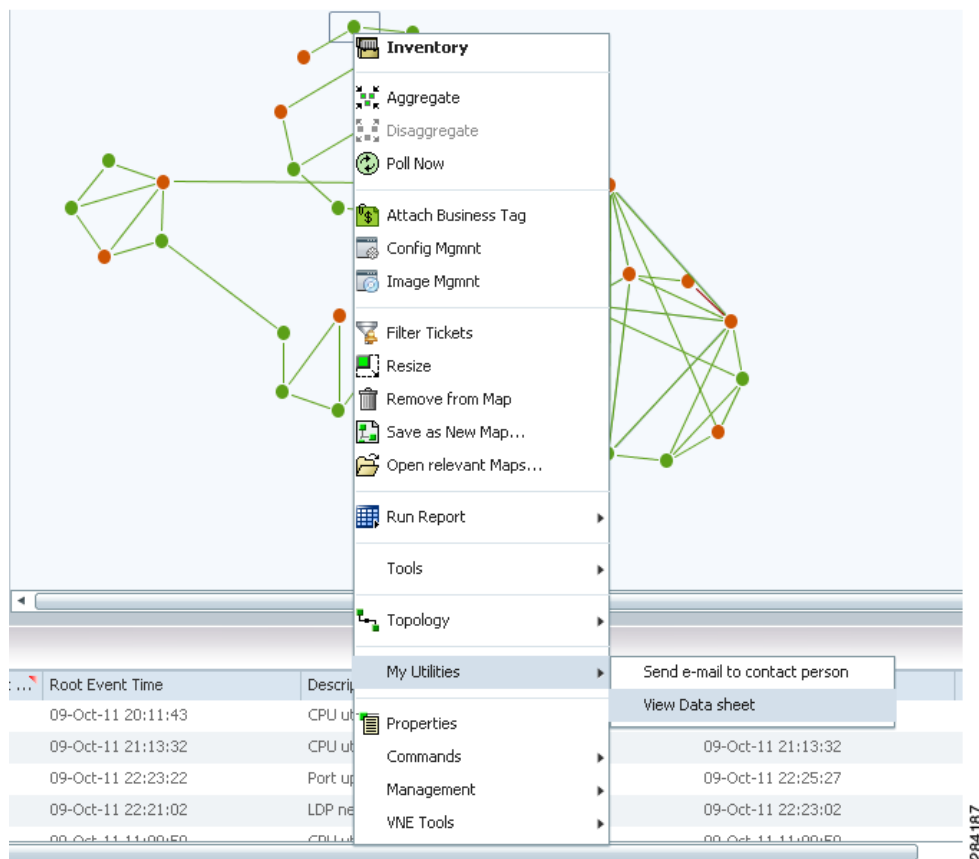 Inventory
Aggregate
Disaggregate
Poll Now
Attach Business Tag
Config Mgmnt
Image Mgmnt
Filter Tickets
Resize
Remove from Map
Save as New Map...
Open relevant Maps...
Run Report
Tools
Topology
My Utilities
Send e-mail to contact person
View Data sheet
Properties
Commands
Management
VNE Tools
: ... Root Event Time Descrip
09-Oct-11 20:11:43 CPU ut
09-Oct-11 21:13:32 CPU ut 09-Oct-11 21:13:32
09-Oct-11 22:23:22 Port up 09-Oct-11 22:25:27
09-Oct-11 22:21:02 LDP ne 09-Oct-11 22:23:02
284187